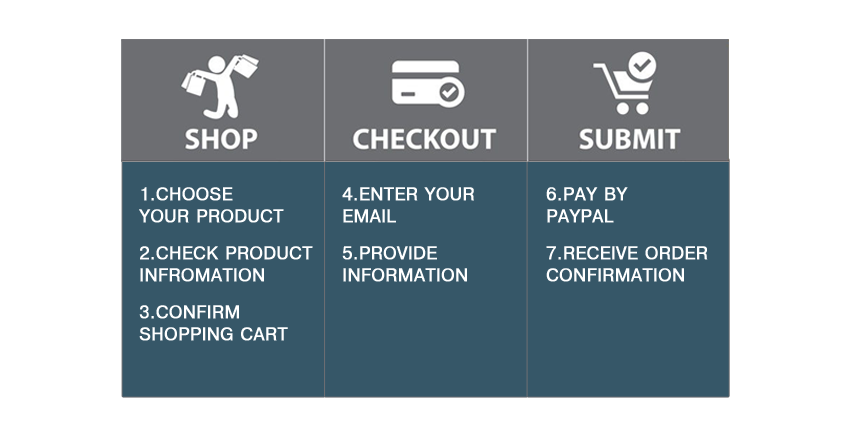 SHOP
1.CHOOSE
YOUR PRODUCT
2.CHECK PRODUCT
INFROMATION
3.CONFIRM
SHOPPING CART
CHECKOUT
4.ENTER YOUR
EMAIL
5.PROVIDE
INFORMATION
SUBMIT
6.PAY BY
PAYPAL
7.RECEIVE ORDER
CONFIRMATION